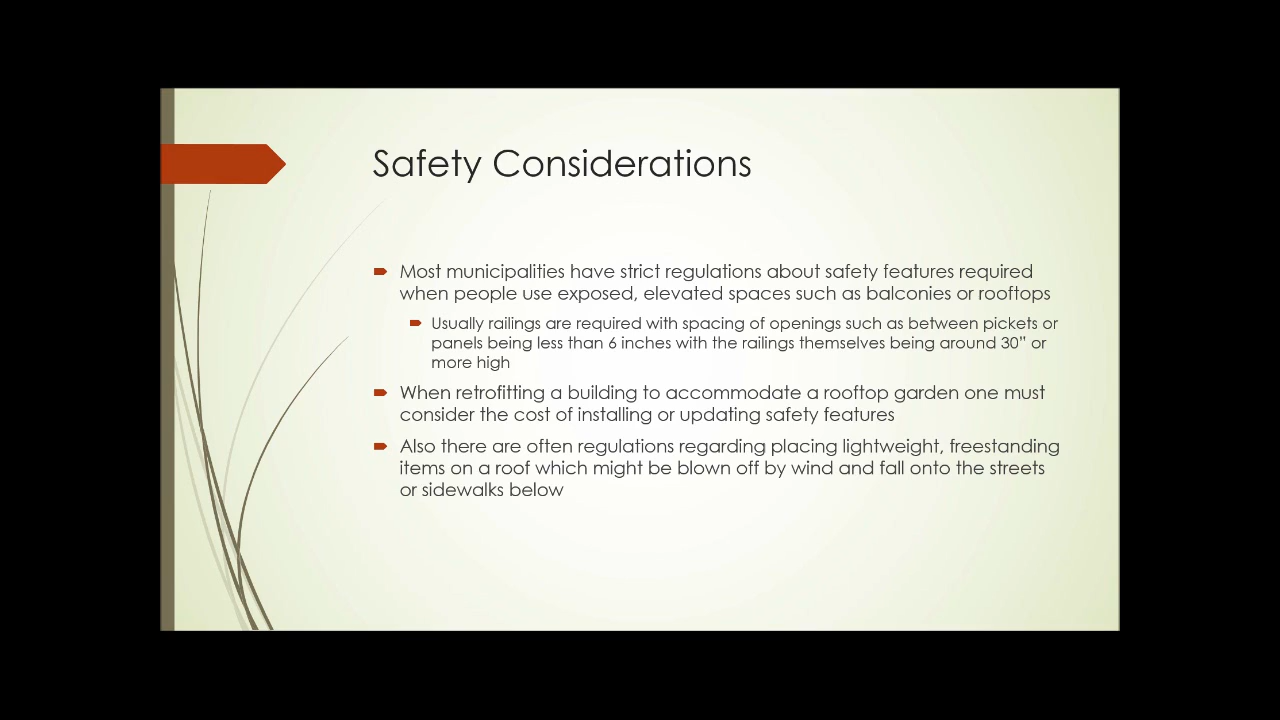 Safety Considerations
Most municipalities have strict regulations about safety features required
when people use exposed, elevated spaces such as balconies or rooftops
Usually railings are required with spacing of openings such as between pickets or
panels being less than 6 inches with the railings themselves being around 30” or
more high
When retrofitting a building to accommodate a rooftop garden one must
consider the cost of installing or updating safety features
Also there are often regulations regarding placing lightweight, freestanding
items on a roof which might be blown off by wind and fall onto the streets
or sidewalks below